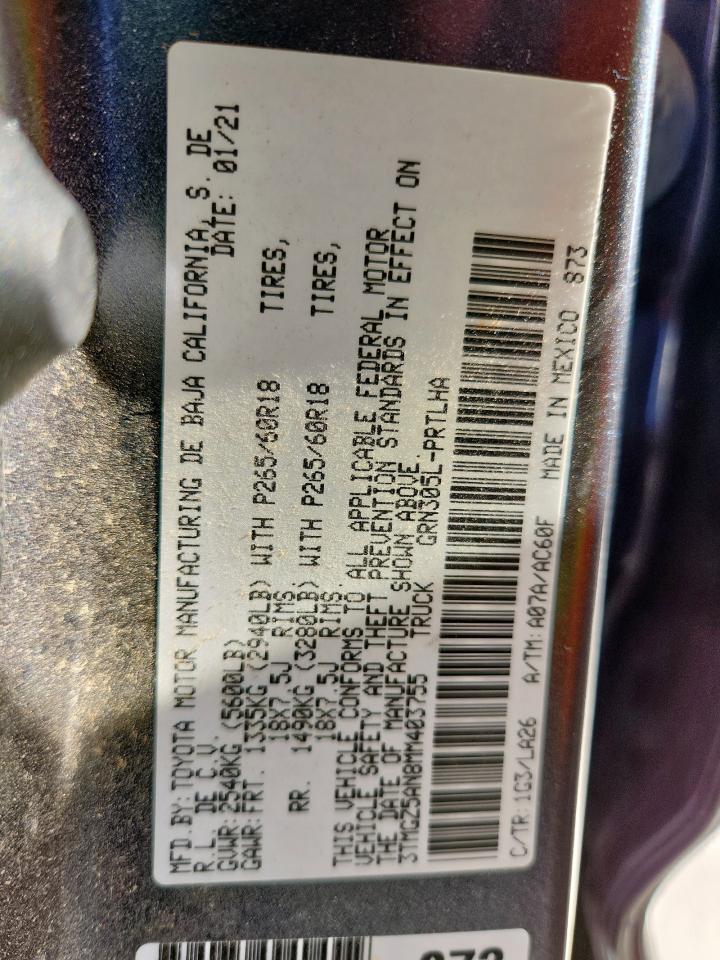 MFD.BY: TOYOTA MOTOR MANUFACTURING DE BAJA CALIFORNIA, S. DE
R.L. DE C.V. DATE: 01/21
GVWR: 2540KG (5600LB)
GAWR: FRT. 1335KG (2940LB) WITH P265/60R18 TIRES,
18X7.5J RIMS
RR. 1490KG (3280LB) WITH P265/60R18 TIRES,
18X7.5J RIMS
THIS VEHICLE CONFORMS TO ALL APPLICABLE FEDERAL MOTOR
VEHICLE SAFETY AND THEFT PREVENTION STANDARDS IN EFFECT ON
THE DATE OF MANUFACTURE SHOWN ABOVE.
3TMGZ5AN8MM403755 TRUCK GRN305L-PRTLHA
C/TR: 1G3/LA26 A/TM: A07A/AC60F MADE IN MEXICO 873